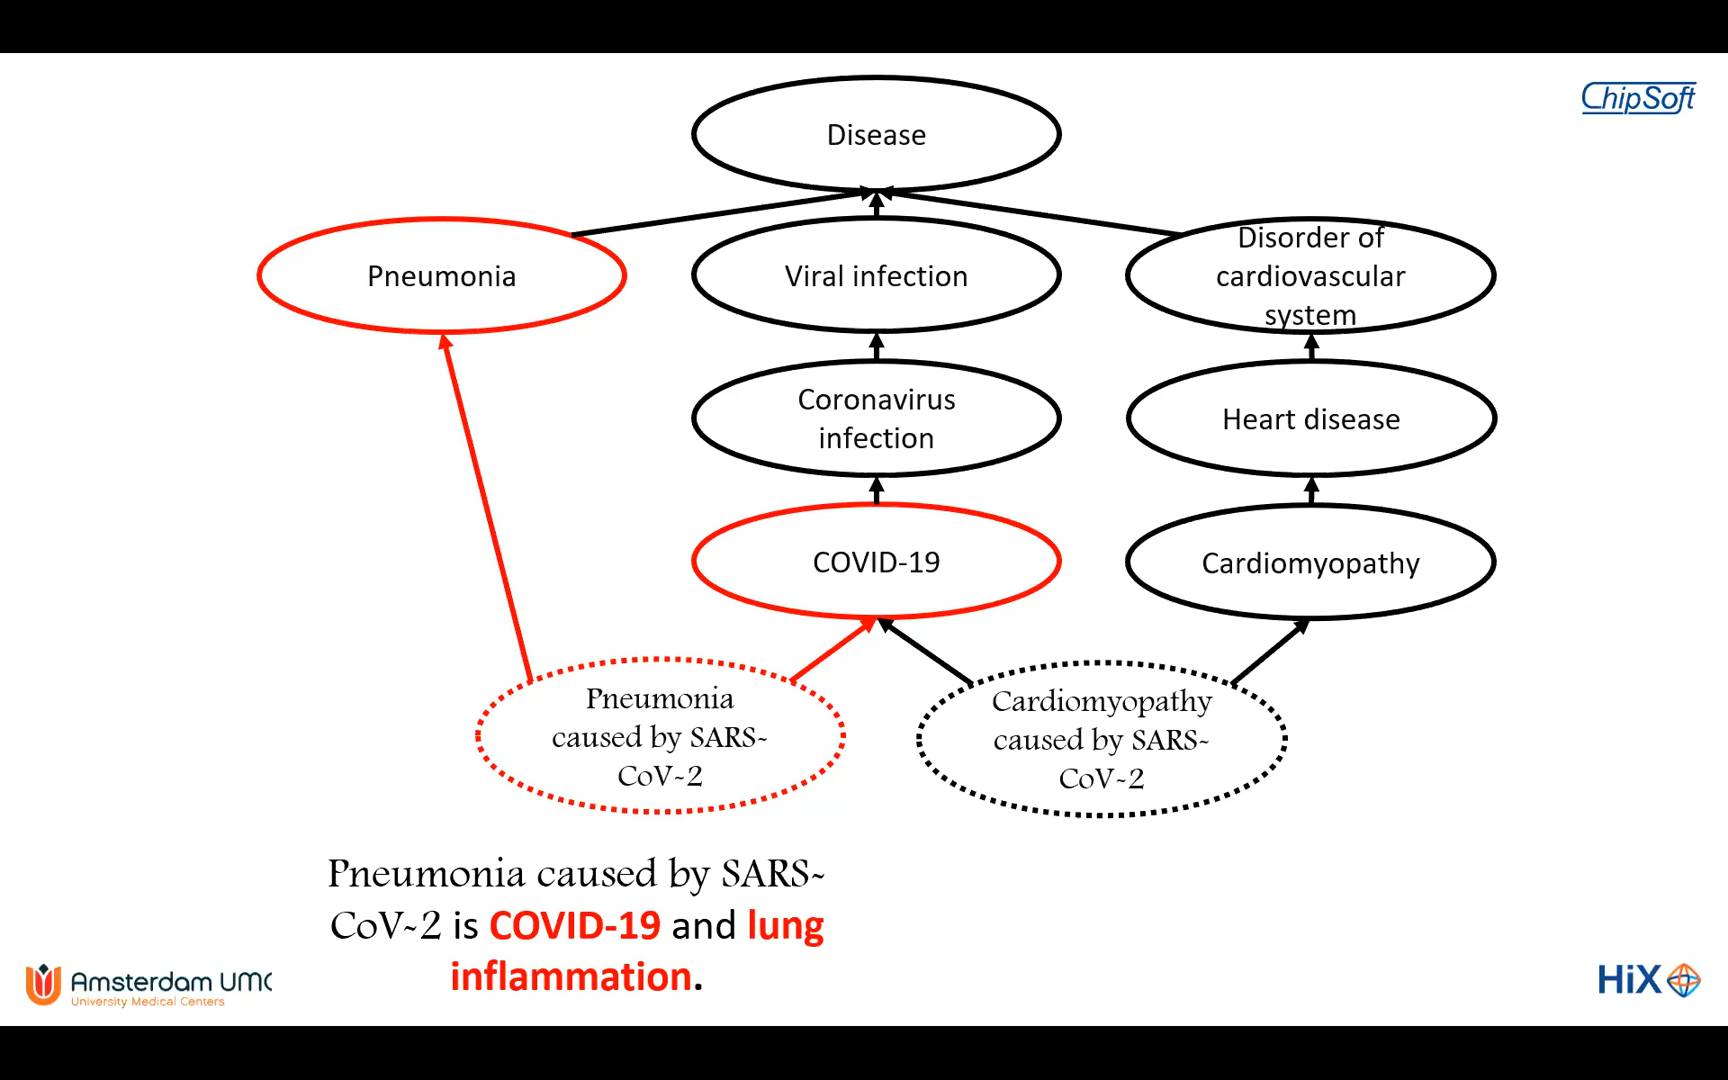 ChipSoft
Disease
Pneumonia
Viral infection
Disorder of
cardiovascular
system
Coronavirus
infection
Heart disease
COVID-19
Cardiomyopathy
Pneumonia
caused by SARS-
CoV-2
Cardiomyopathy
caused by SARS-
CoV-2
Pneumonia caused by SARS-
CoV-2 is COVID-19 and lung
inflammation.
Amsterdam UMC
University Medical Centers
HiX